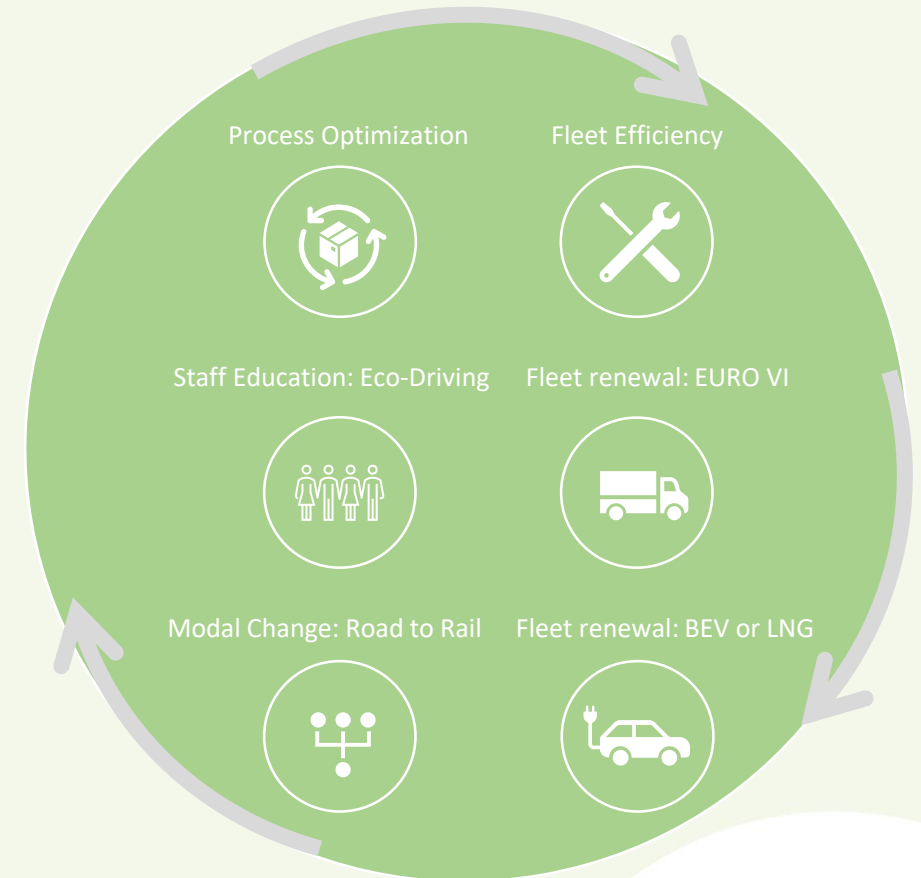 Process Optimization
Fleet Efficiency
Staff Education: Eco-Driving
Fleet renewal: EURO VI
Modal Change: Road to Rail
Fleet renewal: BEV or LNG